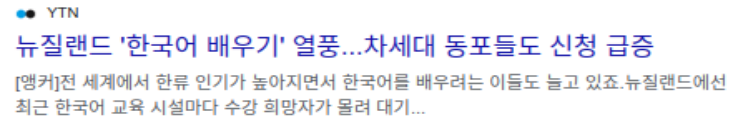 YTN
뉴질랜드 '한국어 배우기' 열풍...차세대 동포들도 신청 급증
[앵커]전 세계에서 한류 인기가 높아지면서 한국어를 배우려는 이들도 늘고 있죠.뉴질랜드에선
최근 한국어 교육 시설마다 수강 희망자가 몰려 대기...